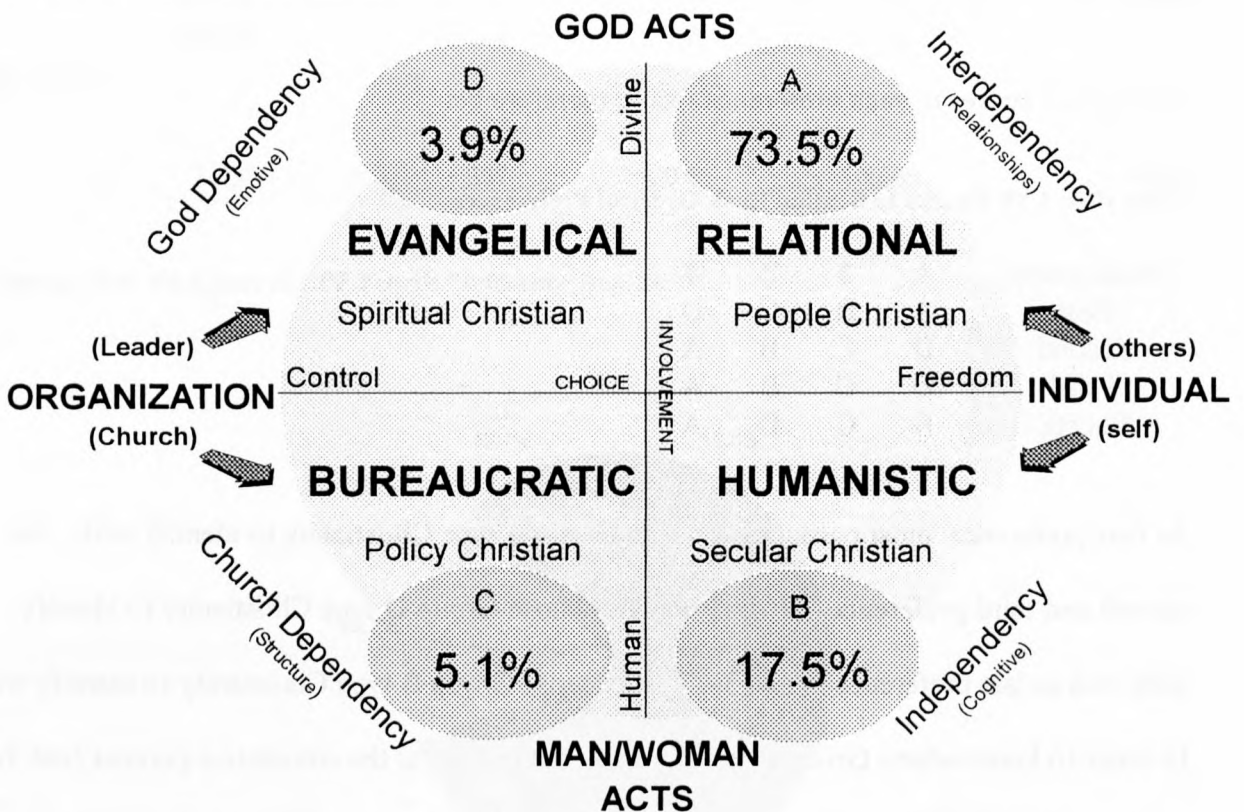 GOD ACTS
God Dependency
(Emotive)
D
3.9%
Divine
A
73.5%
Interdependency
(Relationships)
EVANGELICAL
RELATIONAL
Spiritual Christian
People Christian
(Leader)
(others)
ORGANIZATION
Control
CHOICE
INVOLVEMENT
Freedom
INDIVIDUAL
(Church)
(self)
BUREAUCRATIC
HUMANISTIC
Policy Christian
Secular Christian
Church Dependency
(Structure)
C
5.1%
Human
B
17.5%
Independency
(Cognitive)
MAN/WOMAN
ACTS